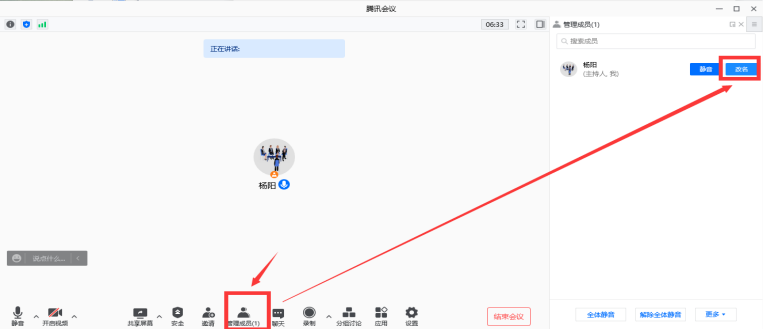 腾讯会议
06:33
管理成员(1)
正在讲话:
搜索成员
杨阳
(主持人, 我)
静音
改名
杨阳
说点什么...
静音
开启视频
共享屏幕
安全
邀请
管理成员(1)
聊天
录制
分组讨论
应用
设置
结束会议
全体静音
解除全体静音
更多